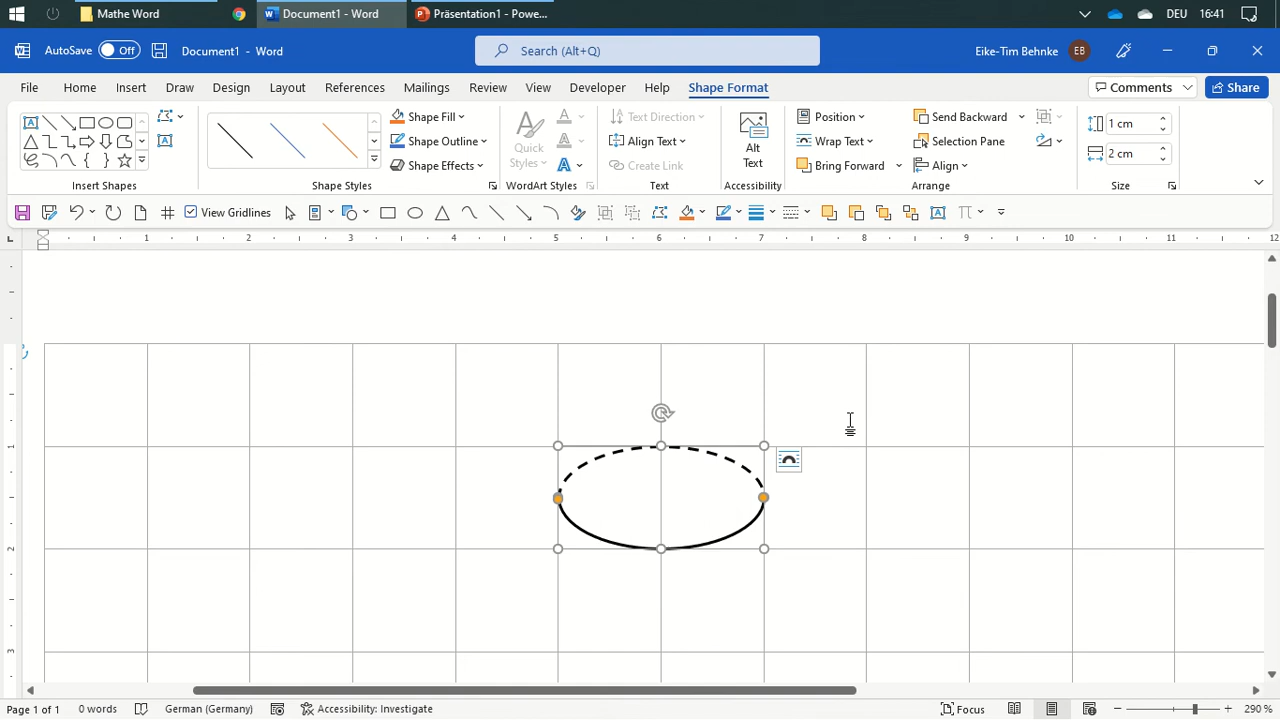 Mathe Word
Document1 - Word
Präsentation1 - Powe...
DEU
16:41
AutoSave
Off
Document1 - Word
Search (Alt+Q)
Eike-Tim Behnke
EB
File
Home
Insert
Draw
Design
Layout
References
Mailings
Review
View
Developer
Help
Shape Format
Comments
Share
Shape Fill
Shape Outline
Shape Effects
Quick
Styles
Text Direction
Align Text
Create Link
Alt
Text
Position
Wrap Text
Bring Forward
Send Backward
Selection Pane
Align
1 cm
2 cm
Insert Shapes
Shape Styles
WordArt Styles
Text
Accessibility
Arrange
Size
View Gridlines
1 2 3 4 5 6 7 8 9 10 11 12
1
2
3
Page 1 of 1
0 words
German (Germany)
Accessibility: Investigate
Focus
290 %